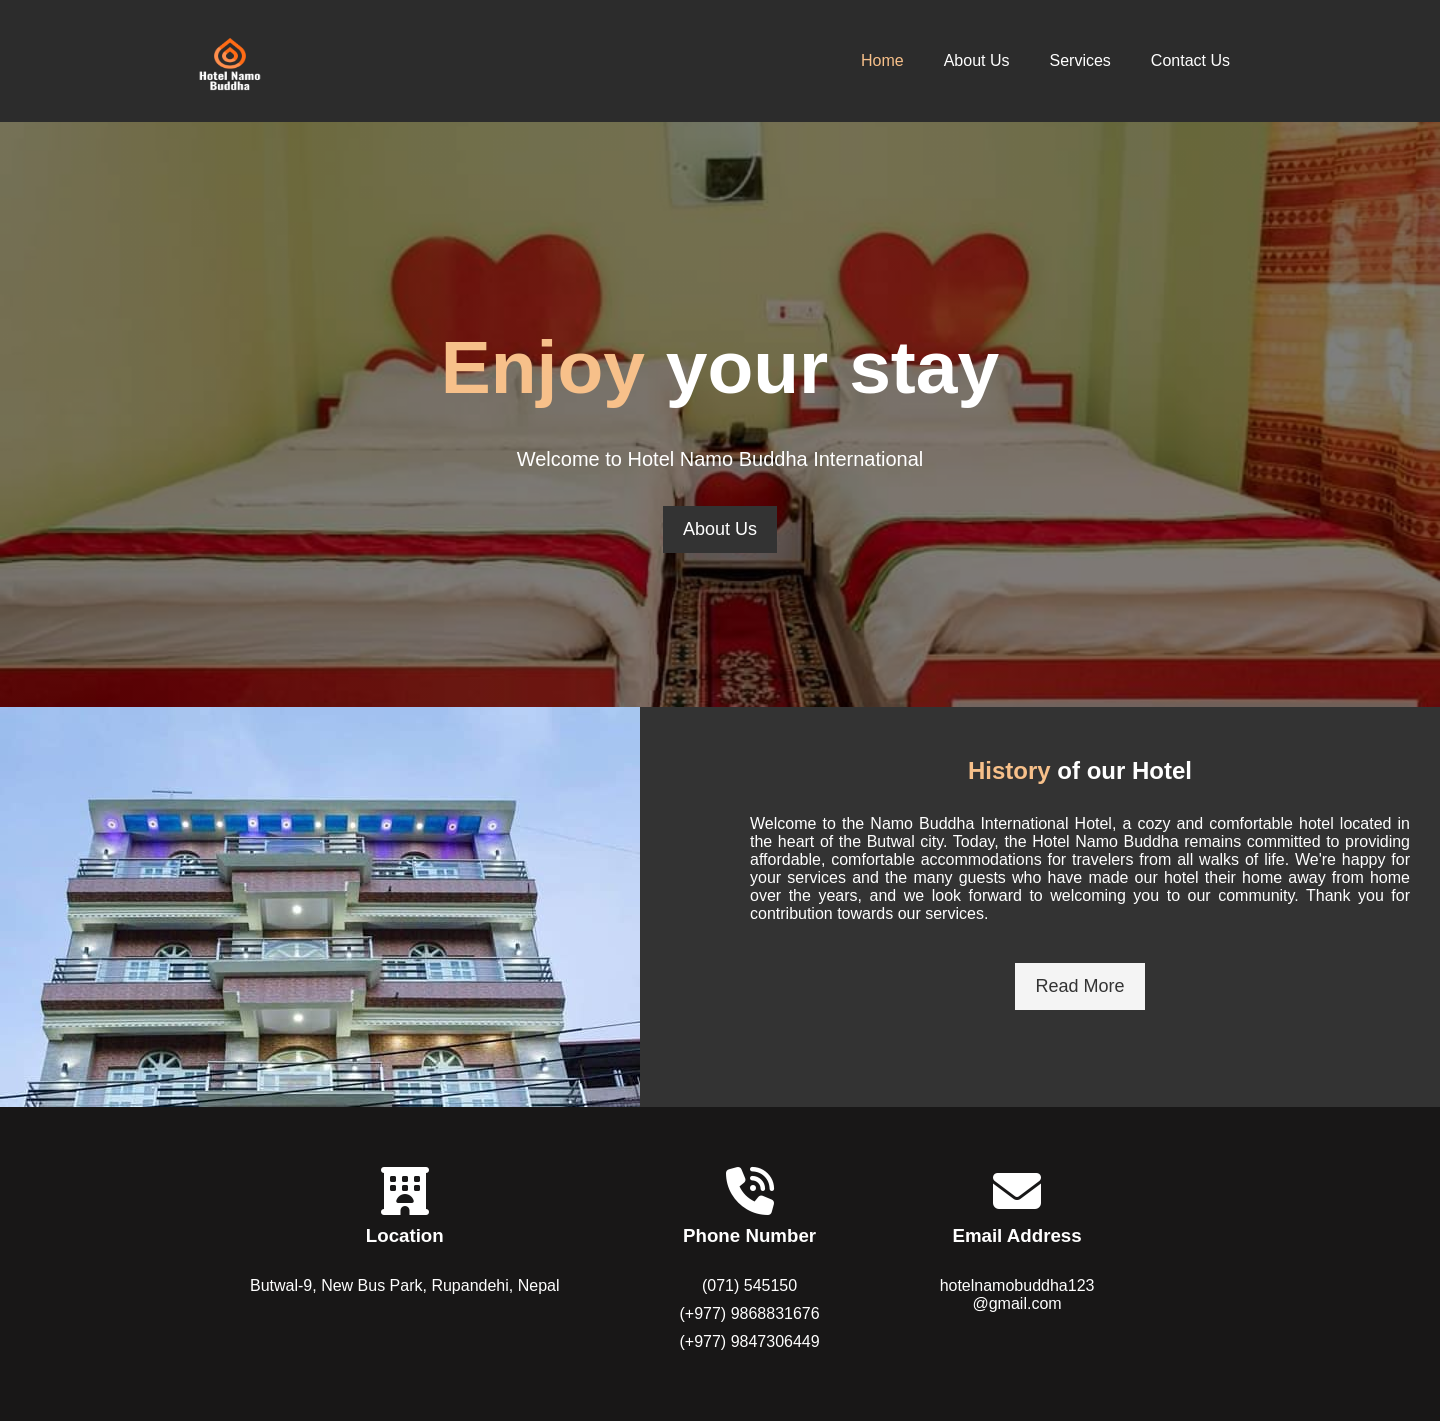 Hotel Namo
Buddha
Home About Us Services Contact Us
Enjoy your stay
Welcome to Hotel Namo Buddha International
About Us
History of our Hotel
Welcome to the Namo Buddha International Hotel, a cozy and comfortable hotel located in
the heart of the Butwal city. Today, the Hotel Namo Buddha remains committed to providing
affordable, comfortable accommodations for travelers from all walks of life. We're happy for
your services and the many guests who have made our hotel their home away from home
over the years, and we look forward to welcoming you to our community. Thank you for
contribution towards our services.
Read More
Location
Butwal-9, New Bus Park, Rupandehi, Nepal
Phone Number
(071) 545150
(+977) 9868831676
(+977) 9847306449
Email Address
hotelnamobuddha123
@gmail.com